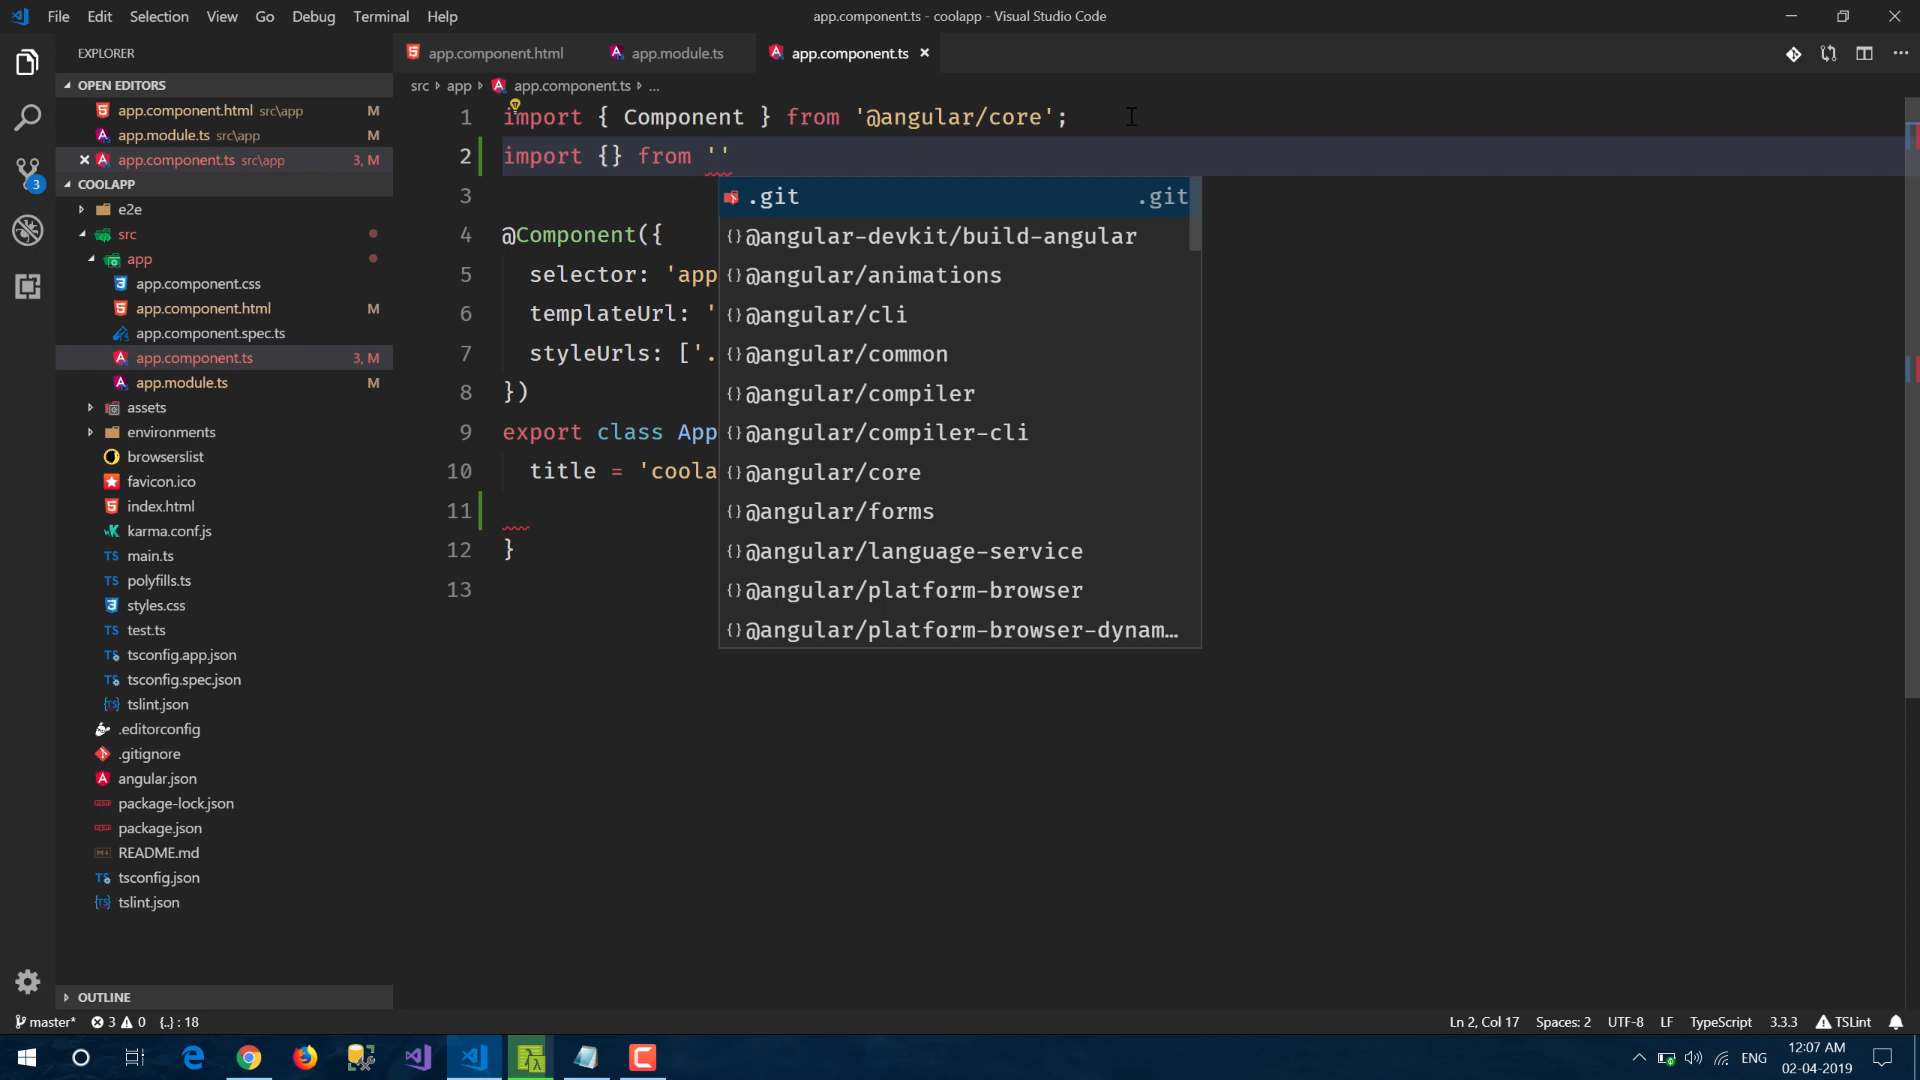 File Edit Selection View Go Debug Terminal Help
app.component.ts - coolapp - Visual Studio Code
EXPLORER
OPEN EDITORS
app.component.html src\app M
app.module.ts src\app M
app.component.ts src\app 3, M
COOLAPP
e2e
src
app
app.component.css
app.component.html M
app.component.spec.ts
app.component.ts 3, M
app.module.ts M
assets
environments
browserslist
favicon.ico
index.html
karma.conf.js
main.ts
polyfills.ts
styles.css
test.ts
tsconfig.app.json
tsconfig.spec.json
tslint.json
.editorconfig
.gitignore
angular.json
package-lock.json
package.json
README.md
tsconfig.json
tslint.json
OUTLINE
3
app.component.html app.module.ts app.component.ts
src app app.component.ts ...
1 import { Component } from '@angular/core';
2 import {} from ''
3
4 @Component({
5 selector: 'app
6 templateUrl: '
7 styleUrls: ['.
8 })
9 export class App
10 title = 'coola
11
12 }
13
.git .git
@angular-devkit/build-angular
@angular/animations
@angular/cli
@angular/common
@angular/compiler
@angular/compiler-cli
@angular/core
@angular/forms
@angular/language-service
@angular/platform-browser
@angular/platform-browser-dynam…
master* 3 0 {..} : 18
Ln 2, Col 17 Spaces: 2 UTF-8 LF TypeScript 3.3.3 TSLint
ENG
12:07 AM
02-04-2019